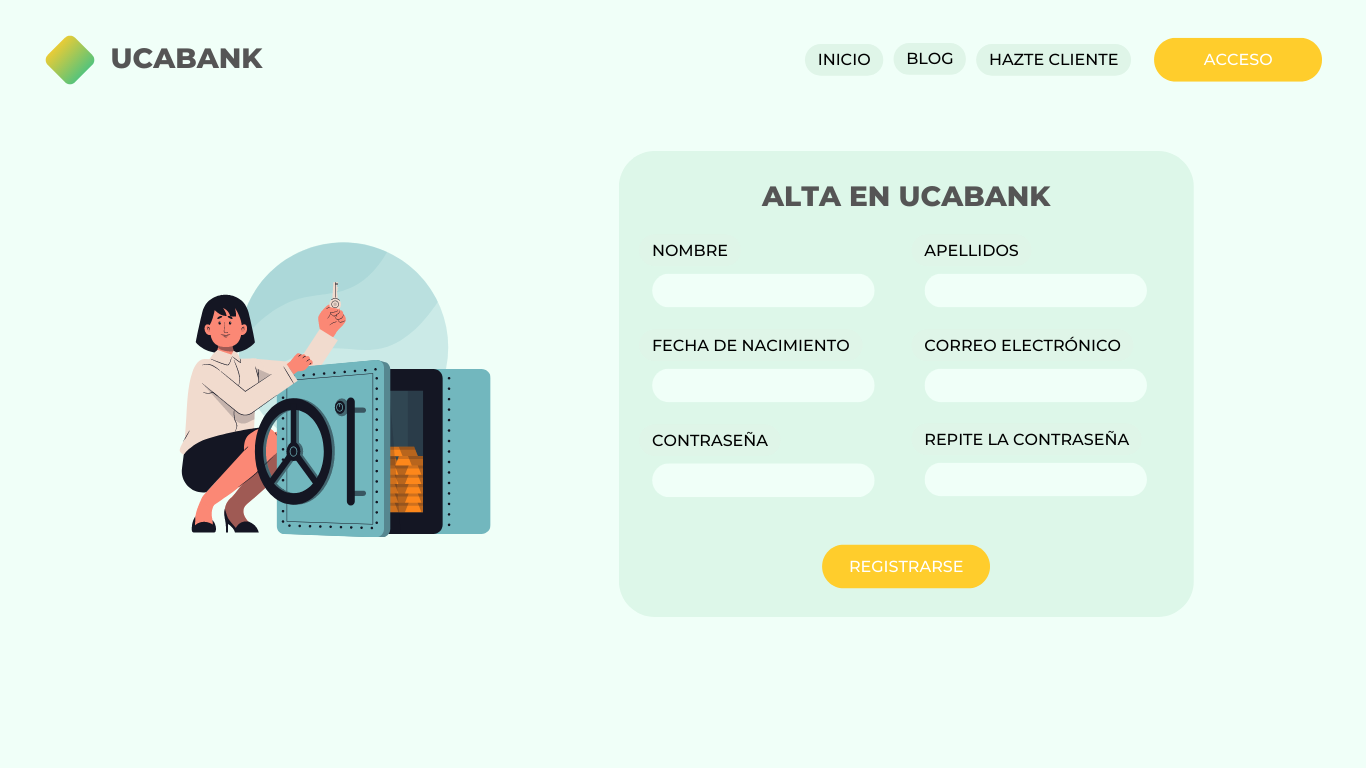 UCABANK
INICIO
BLOG
HAZTE CLIENTE
ACCESO
ALTA EN UCABANK
NOMBRE
APELLIDOS
FECHA DE NACIMIENTO
CORREO ELECTRÓNICO
CONTRASEÑA
REPITE LA CONTRASEÑA
REGISTRARSE